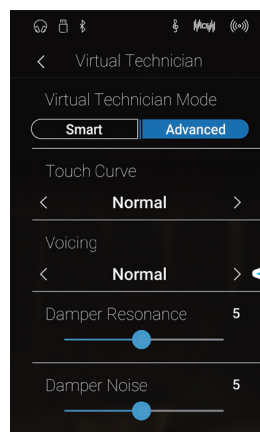 Virtual Technician
Virtual Technician Mode
Smart Advanced
Touch Curve
Normal
Voicing
Normal
Damper Resonance 5
Damper Noise 5